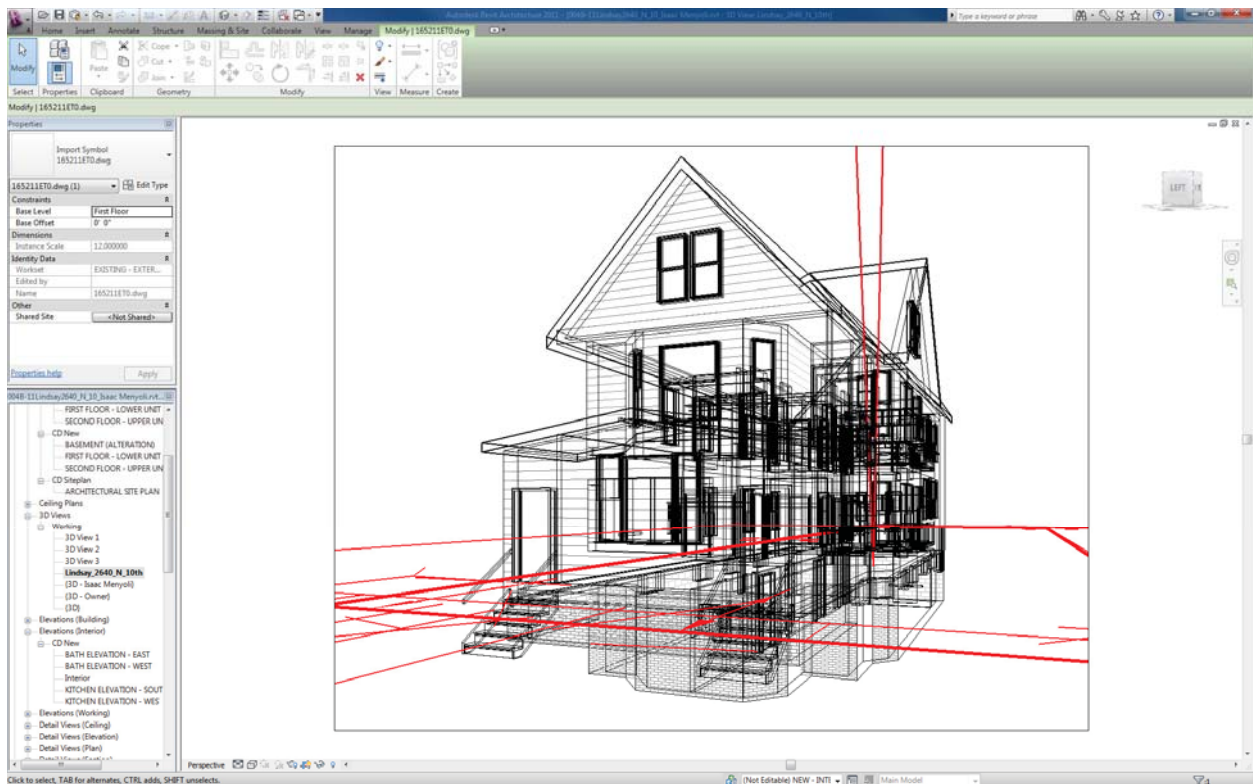 Type a keyword or phrase
Home Insert Annotate Structure Massing & Site Collaborate View Manage Modify | 165211ET0.dwg
Modify
Paste
Cope
Cut
Join
Select Properties Clipboard Geometry Modify View Measure Create
Modify | 165211ET0.dwg
Properties
Import Symbol
165211ET0.dwg
165211ET0.dwg (1) Edit Type
Constraints
Base Level First Floor
Base Offset 0' 0"
Dimensions
Instance Scale 12.000000
Identity Data
Workset EXISTING - EXTER...
Edited by
Name 165211ET0.dwg
Other
Shared Site <Not Shared>
Properties help Apply
FIRST FLOOR - LOWER UNIT
SECOND FLOOR - UPPER UN
CD New
BASEMENT (ALTERATION)
FIRST FLOOR - LOWER UNIT
SECOND FLOOR - UPPER UN
CD Siteplan
ARCHITECTURAL SITE PLAN
Ceiling Plans
3D Views
Working
3D View 1
3D View 2
3D View 3
Lindsay_2640_N_10th
(3D - Isaac Menyoli)
(3D - Owner)
(3D)
Elevations (Building)
Elevations (Interior)
CD New
BATH ELEVATION - EAST
BATH ELEVATION - WEST
Interior
KITCHEN ELEVATION - SOUT
KITCHEN ELEVATION - WES
Elevations (Working)
Detail Views (Ceiling)
Detail Views (Elevation)
Detail Views (Plan)
LEFT
Perspective
Click to select, TAB for alternates, CTRL adds, SHIFT unselects.
(Not Editable) NEW - INTI
Main Model